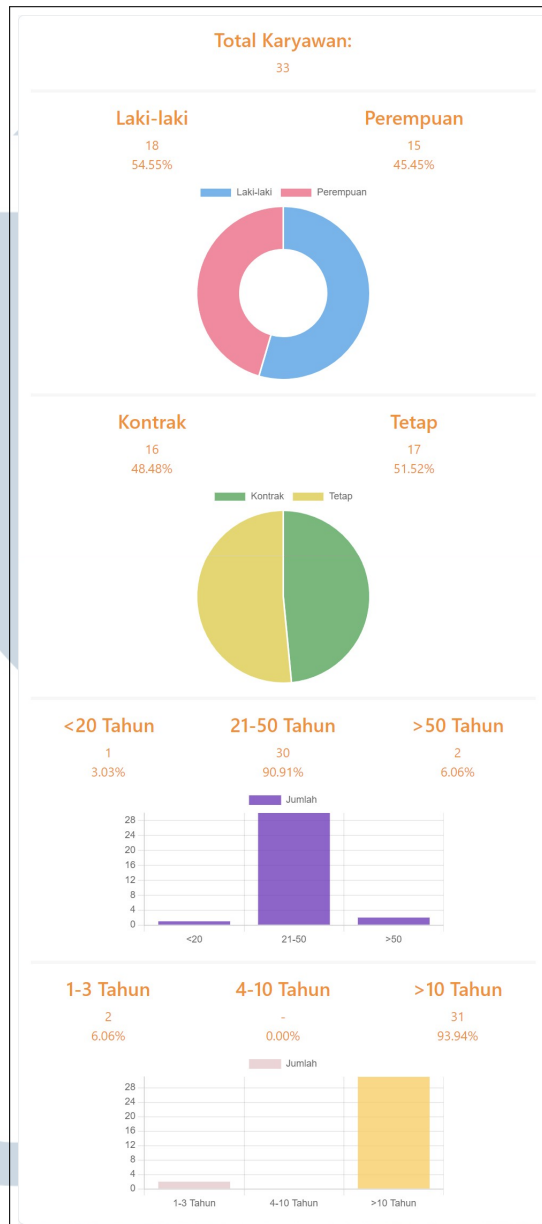 Total Karyawan:
33
Laki-laki Perempuan
18 15
54.55% 45.45%
Laki-laki Perempuan
Kontrak Tetap
16 17
48.48% 51.52%
Kontrak Tetap
<20 Tahun 21-50 Tahun >50 Tahun
1 30 2
3.03% 90.91% 6.06%
Jumlah
28
24
20
16
12
8
4
0
<20 21-50 >50
1-3 Tahun 4-10 Tahun >10 Tahun
2 - 31
6.06% 0.00% 93.94%
Jumlah
28
24
20
16
12
8
4
0
1-3 Tahun 4-10 Tahun >10 Tahun